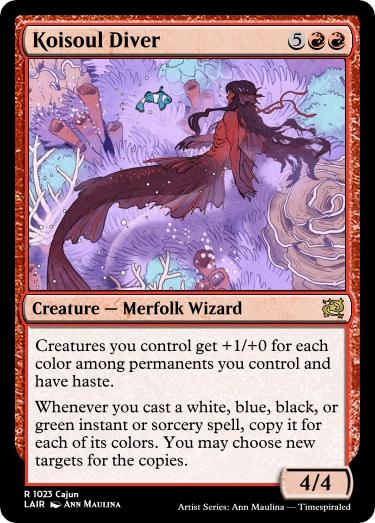 Koisoul Diver 5
Creature — Merfolk Wizard
Creatures you control get +1/+0 for each
color among permanents you control and
have haste.
Whenever you cast a white, blue, black, or
green instant or sorcery spell, copy it for
each of its colors. You may choose new
targets for the copies.
4/4
R 1023 Cajun
LAIR Ann Maulina
Artist Series: Ann Maulina — Timespiraled